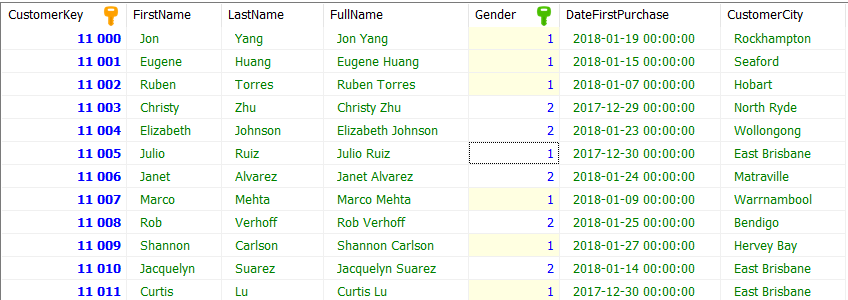 CustomerKey FirstName LastName FullName Gender DateFirstPurchase CustomerCity
11 000 Jon Yang Jon Yang 1 2018-01-19 00:00:00 Rockhampton
11 001 Eugene Huang Eugene Huang 1 2018-01-15 00:00:00 Seaford
11 002 Ruben Torres Ruben Torres 1 2018-01-07 00:00:00 Hobart
11 003 Christy Zhu Christy Zhu 2 2017-12-29 00:00:00 North Ryde
11 004 Elizabeth Johnson Elizabeth Johnson 2 2018-01-23 00:00:00 Wollongong
11 005 Julio Ruiz Julio Ruiz 1 2017-12-30 00:00:00 East Brisbane
11 006 Janet Alvarez Janet Alvarez 2 2018-01-24 00:00:00 Matraville
11 007 Marco Mehta Marco Mehta 1 2018-01-09 00:00:00 Warrnambool
11 008 Rob Verhoff Rob Verhoff 2 2018-01-25 00:00:00 Bendigo
11 009 Shannon Carlson Shannon Carlson 1 2018-01-27 00:00:00 Hervey Bay
11 010 Jacquelyn Suarez Jacquelyn Suarez 2 2018-01-14 00:00:00 East Brisbane
11 011 Curtis Lu Curtis Lu 1 2017-12-30 00:00:00 East Brisbane